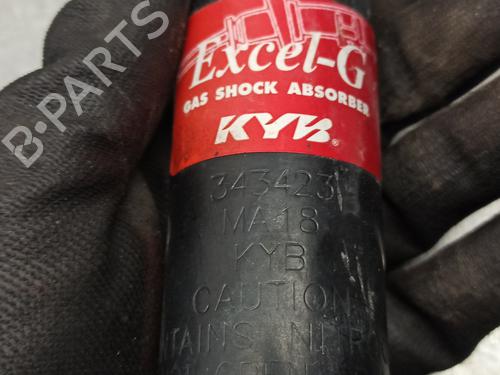 Excel-G
GAS SHOCK ABSORBER
KYB®
343423
MA18
KYB
CAUTION
B-PARTS